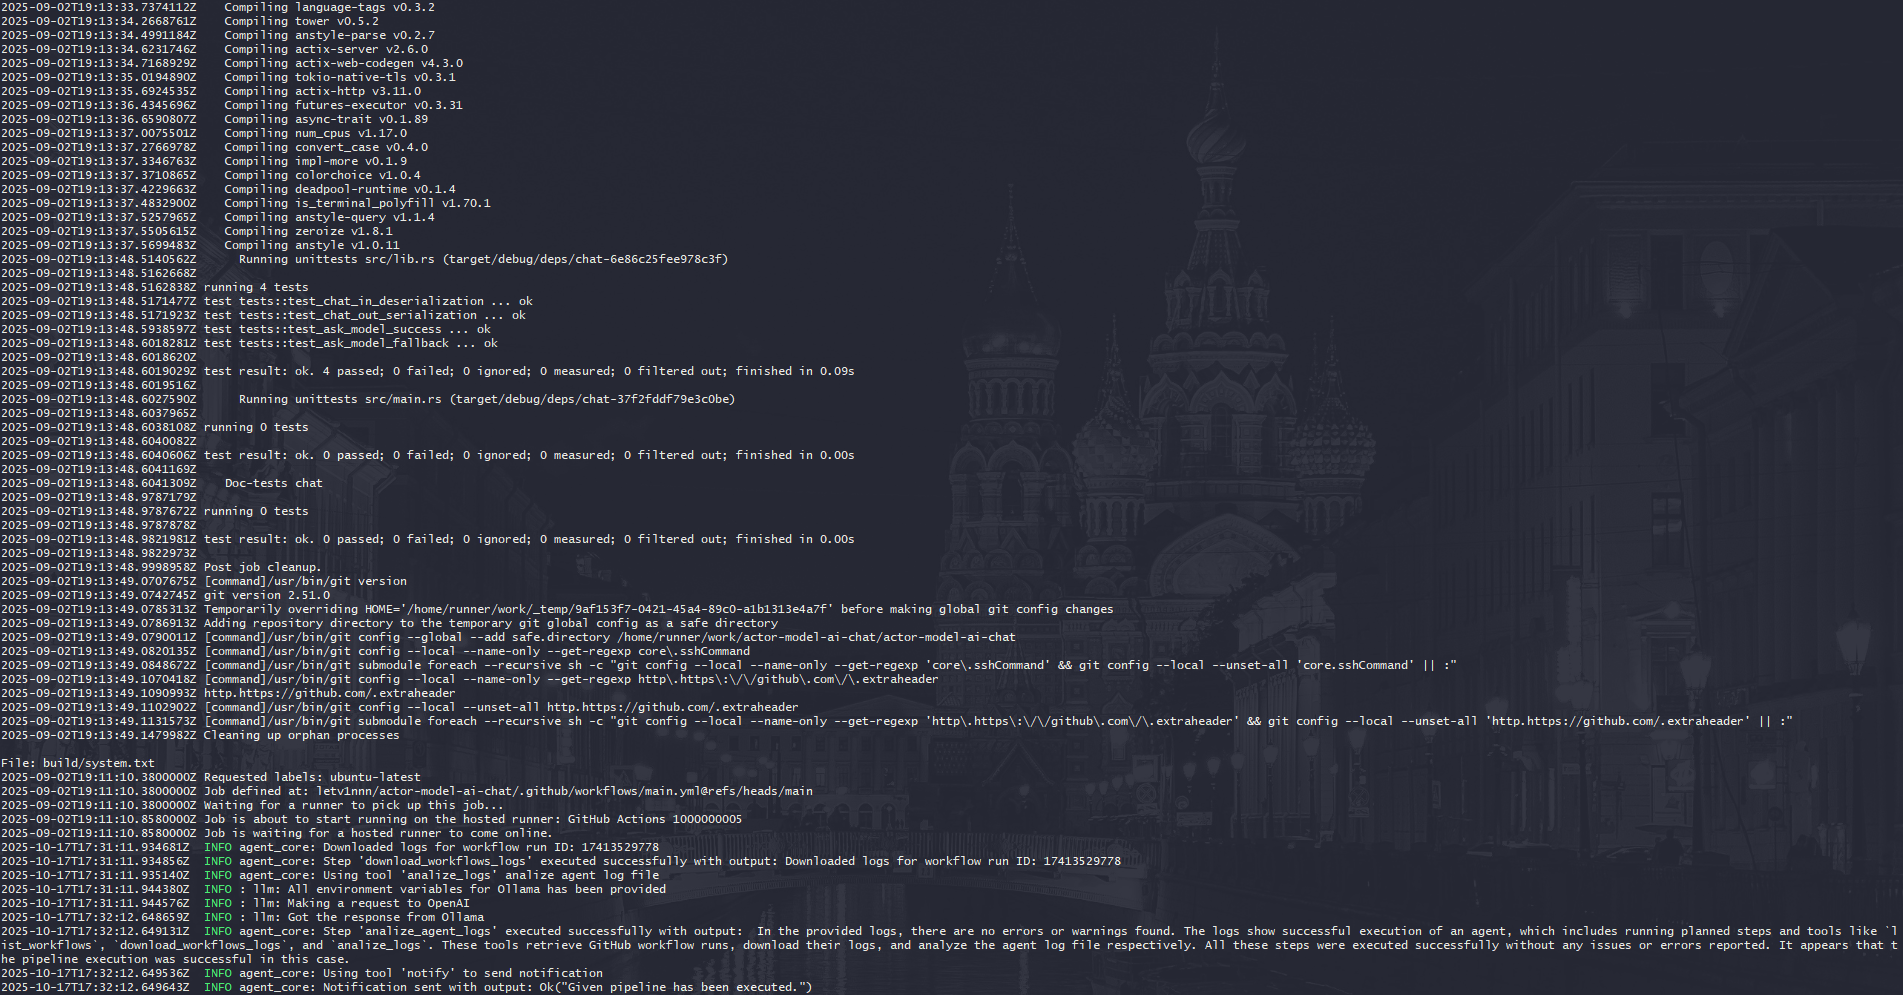 2025-09-02T19:13:33.7374112Z    Compiling language-tags v0.3.2
2025-09-02T19:13:34.2668761Z    Compiling tower v0.5.2
2025-09-02T19:13:34.4991184Z    Compiling anstyle-parse v0.2.7
2025-09-02T19:13:34.6231746Z    Compiling actix-server v2.6.0
2025-09-02T19:13:34.7168929Z    Compiling actix-web-codegen v4.3.0
2025-09-02T19:13:35.0194890Z    Compiling tokio-native-tls v0.3.1
2025-09-02T19:13:35.6924535Z    Compiling actix-http v3.11.0
2025-09-02T19:13:36.4345696Z    Compiling futures-executor v0.3.31
2025-09-02T19:13:36.6590807Z    Compiling async-trait v0.1.89
2025-09-02T19:13:37.0075501Z    Compiling num_cpus v1.17.0
2025-09-02T19:13:37.2766978Z    Compiling convert_case v0.4.0
2025-09-02T19:13:37.3346763Z    Compiling impl-more v0.1.9
2025-09-02T19:13:37.3710865Z    Compiling colorchoice v1.0.4
2025-09-02T19:13:37.4229663Z    Compiling deadpool-runtime v0.1.4
2025-09-02T19:13:37.4832900Z    Compiling is_terminal_polyfill v1.70.1
2025-09-02T19:13:37.5257965Z    Compiling anstyle-query v1.1.4
2025-09-02T19:13:37.5505615Z    Compiling zeroize v1.8.1
2025-09-02T19:13:37.5699483Z    Compiling anstyle v1.0.11
2025-09-02T19:13:48.5140562Z      Running unittests src/lib.rs (target/debug/deps/chat-6e86c25fee978c3f)
2025-09-02T19:13:48.5162668Z
2025-09-02T19:13:48.5162838Z running 4 tests
2025-09-02T19:13:48.5171477Z test tests::test_chat_in_deserialization ... ok
2025-09-02T19:13:48.5171923Z test tests::test_chat_out_serialization ... ok
2025-09-02T19:13:48.5938597Z test tests::test_ask_model_success ... ok
2025-09-02T19:13:48.6018281Z test tests::test_ask_model_fallback ... ok
2025-09-02T19:13:48.6018620Z
2025-09-02T19:13:48.6019029Z test result: ok. 4 passed; 0 failed; 0 ignored; 0 measured; 0 filtered out; finished in 0.09s
2025-09-02T19:13:48.6019516Z
2025-09-02T19:13:48.6027590Z      Running unittests src/main.rs (target/debug/deps/chat-37f2fddf79e3c0be)
2025-09-02T19:13:48.6037965Z
2025-09-02T19:13:48.6038108Z running 0 tests
2025-09-02T19:13:48.6040082Z
2025-09-02T19:13:48.6040606Z test result: ok. 0 passed; 0 failed; 0 ignored; 0 measured; 0 filtered out; finished in 0.00s
2025-09-02T19:13:48.6041169Z
2025-09-02T19:13:48.6041309Z    Doc-tests chat
2025-09-02T19:13:48.9787179Z
2025-09-02T19:13:48.9787672Z running 0 tests
2025-09-02T19:13:48.9787878Z
2025-09-02T19:13:48.9821981Z test result: ok. 0 passed; 0 failed; 0 ignored; 0 measured; 0 filtered out; finished in 0.00s
2025-09-02T19:13:48.9822973Z
2025-09-02T19:13:48.9998958Z Post job cleanup.
2025-09-02T19:13:49.0707675Z [command]/usr/bin/git version
2025-09-02T19:13:49.0742745Z git version 2.51.0
2025-09-02T19:13:49.0785313Z Temporarily overriding HOME='/home/runner/work/_temp/9af153f7-0421-45a4-89c0-a1b1313e4a7f' before making global git config changes
2025-09-02T19:13:49.0786913Z Adding repository directory to the temporary git global config as a safe directory
2025-09-02T19:13:49.0790011Z [command]/usr/bin/git config --global --add safe.directory /home/runner/work/actor-model-ai-chat/actor-model-ai-chat
2025-09-02T19:13:49.0820135Z [command]/usr/bin/git config --local --name-only --get-regexp core\.sshCommand
2025-09-02T19:13:49.0848672Z [command]/usr/bin/git submodule foreach --recursive sh -c "git config --local --name-only --get-regexp 'core\.sshCommand' && git config --local --unset-all 'core.sshCommand' || :"
2025-09-02T19:13:49.1070418Z [command]/usr/bin/git config --local --name-only --get-regexp http\.https\:\/\/github\.com\/\.extraheader
2025-09-02T19:13:49.1090993Z http.https://github.com/.extraheader
2025-09-02T19:13:49.1102902Z [command]/usr/bin/git config --local --unset-all http.https://github.com/.extraheader
2025-09-02T19:13:49.1131573Z [command]/usr/bin/git submodule foreach --recursive sh -c "git config --local --name-only --get-regexp 'http\.https\:\/\/github\.com\/\.extraheader' && git config --local --unset-all 'http.https://github.com/.extraheader' || :"
2025-09-02T19:13:49.1479982Z Cleaning up orphan processes

File: build/system.txt
2025-09-02T19:11:10.3800000Z Requested labels: ubuntu-latest
2025-09-02T19:11:10.3800000Z Job defined at: letv1nnn/actor-model-ai-chat/.github/workflows/main.yml@refs/heads/main
2025-09-02T19:11:10.3800000Z Waiting for a runner to pick up this job...
2025-09-02T19:11:10.8580000Z Job is about to start running on the hosted runner: GitHub Actions 1000000005
2025-09-02T19:11:10.8580000Z Job is waiting for a hosted runner to come online.
2025-10-17T17:31:11.934681Z  INFO agent_core: Downloaded logs for workflow run ID: 17413529778
2025-10-17T17:31:11.934856Z  INFO agent_core: Step 'download_workflows_logs' executed successfully with output: Downloaded logs for workflow run ID: 17413529778
2025-10-17T17:31:11.935140Z  INFO agent_core: Using tool 'analize_logs' analize agent log file
2025-10-17T17:31:11.944380Z  INFO : llm: All environment variables for Ollama has been provided
2025-10-17T17:31:11.944576Z  INFO : llm: Making a request to OpenAI
2025-10-17T17:32:12.648659Z  INFO : llm: Got the response from Ollama
2025-10-17T17:32:12.649131Z  INFO agent_core: Step 'analize_agent_logs' executed successfully with output:  In the provided logs, there are no errors or warnings found. The logs show successful execution of an agent, which includes running planned steps and tools like `l
ist_workflows`, `download_workflows_logs`, and `analize_logs`. These tools retrieve GitHub workflow runs, download their logs, and analyze the agent log file respectively. All these steps were executed successfully without any issues or errors reported. It appears that t
he pipeline execution was successful in this case.
2025-10-17T17:32:12.649536Z  INFO agent_core: Using tool 'notify' to send notification
2025-10-17T17:32:12.649643Z  INFO agent_core: Notification sent with output: Ok("Given pipeline has been executed.")